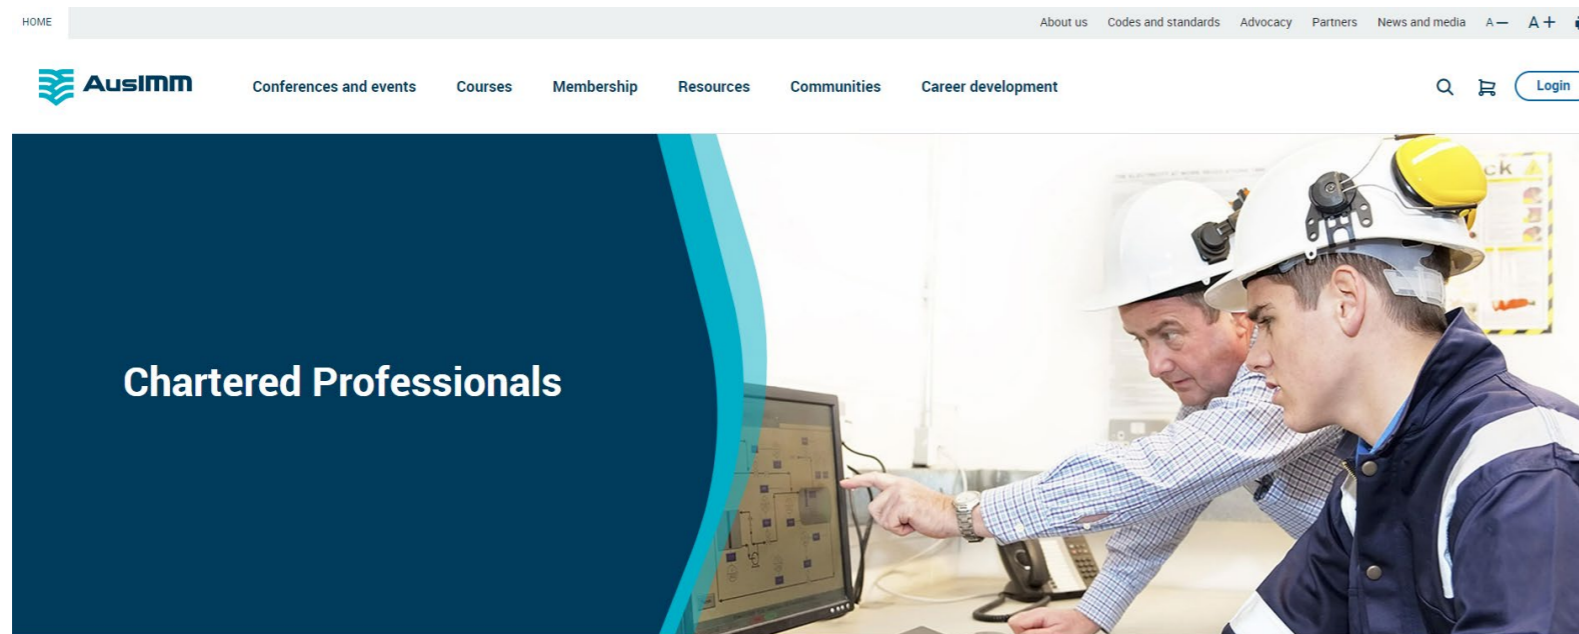 HOME
About us Codes and standards Advocacy Partners News and media A— A+
AusIMM Conferences and events Courses Membership Resources Communities Career development Login
ck
Chartered Professionals